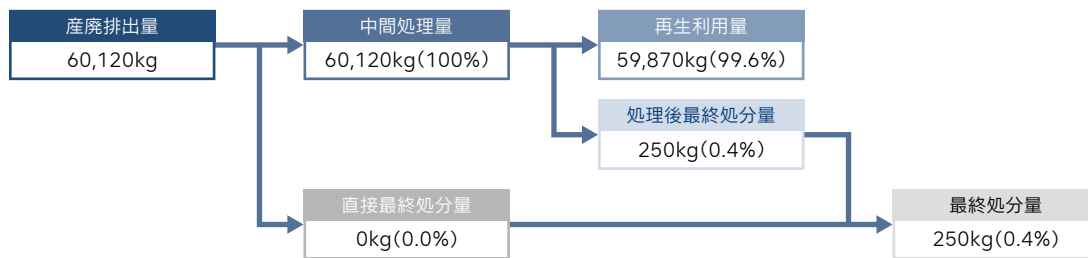 産廃排出量
60,120kg
中間処理量
60,120kg(100%)
再生利用量
59,870kg(99.6%)
処理後最終処分量
250kg(0.4%)
直接最終処分量
0kg(0.0%)
最終処分量
250kg(0.4%)